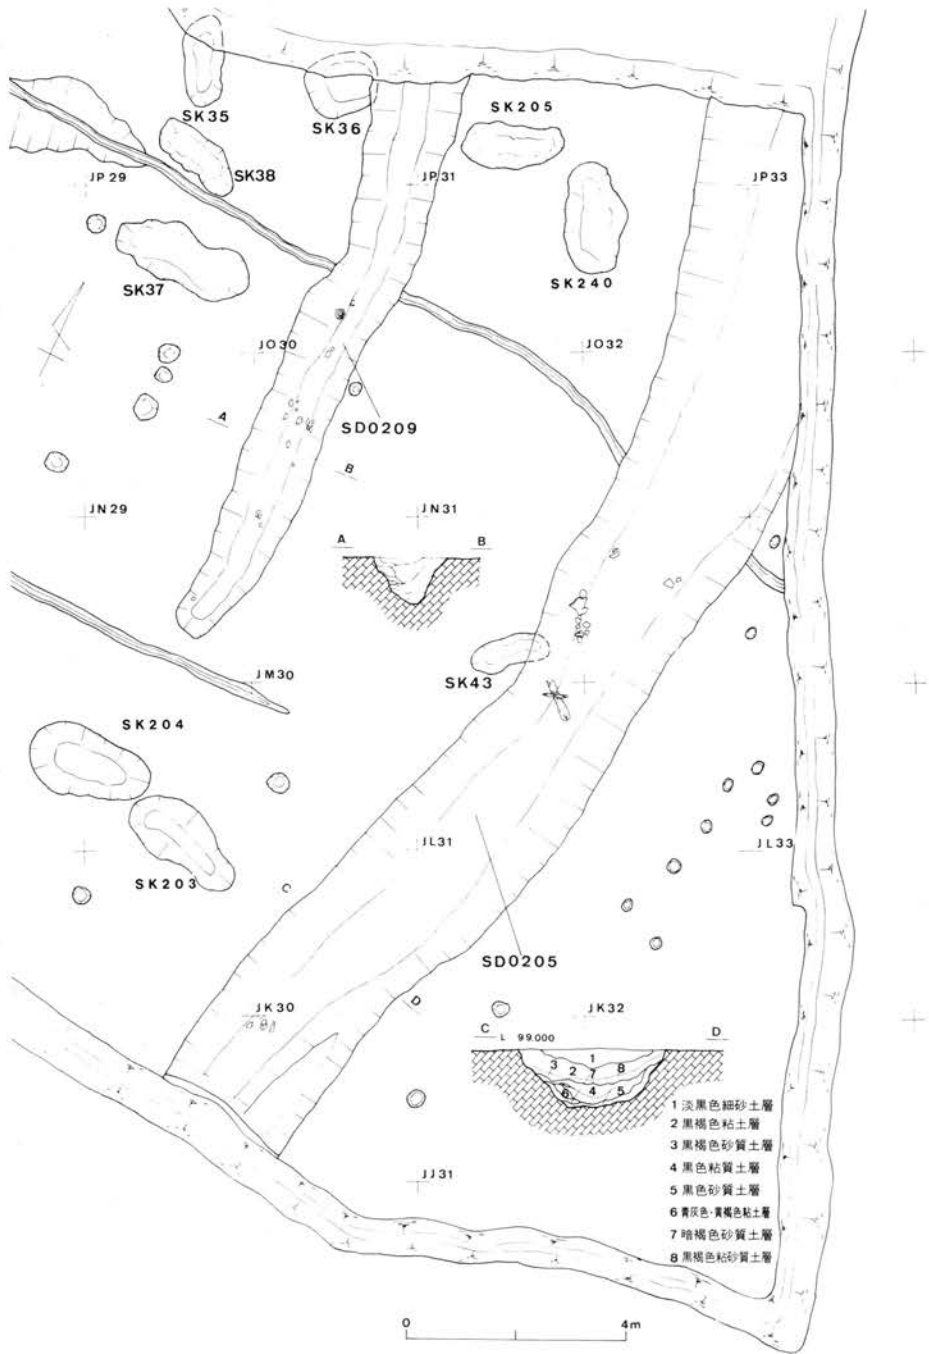 SK35
SK36
SK205
SK38
JP29
JP31
JP33
SK37
SK240
JO30
JO32
A
SD0209
B
JN29
JN31
A B
SK43
JM30
SK204
JL31
JL33
SK203
C
SD0205
D
JK30
JK32
C L 99.000 D
1
3 2 7 8
6 4 5
1 淡黒色細砂土層
2 黒褐色粘土層
3 黒褐色砂質土層
4 黒色粘質土層
5 黒色砂質土層
6 青灰色・黄褐色粘土層
7 暗褐色砂質土層
8 黒褐色粘砂質土層
JJ31
0 4m